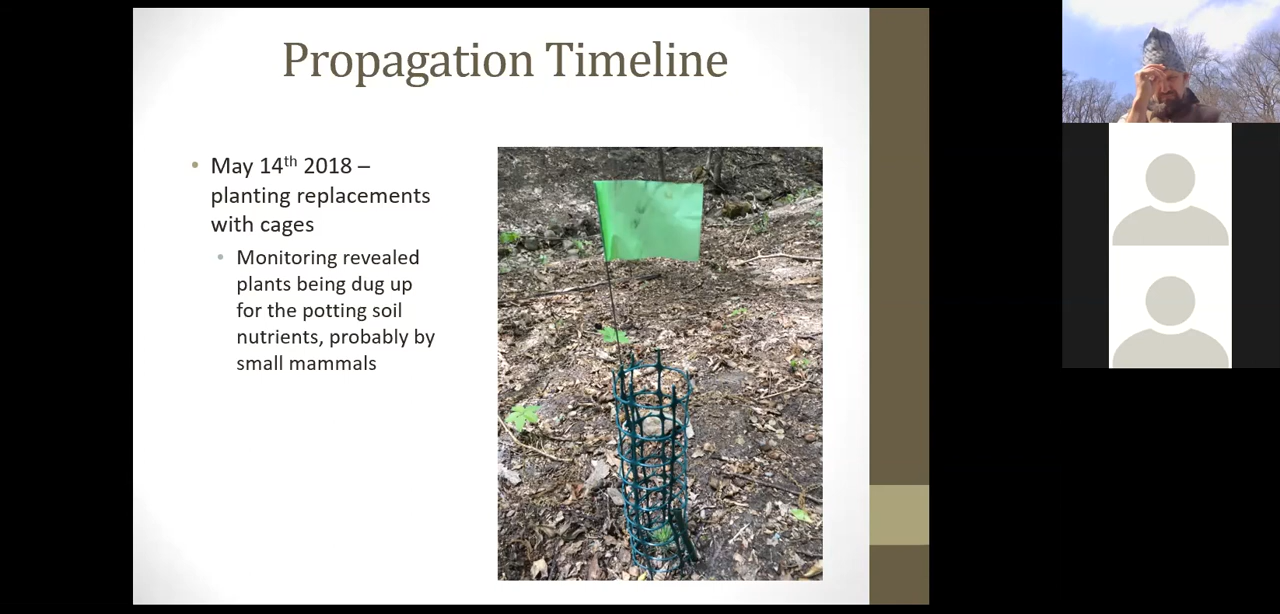 Propagation Timeline
• May 14th 2018 –
planting replacements
with cages
• Monitoring revealed
plants being dug up
for the potting soil
nutrients, probably by
small mammals